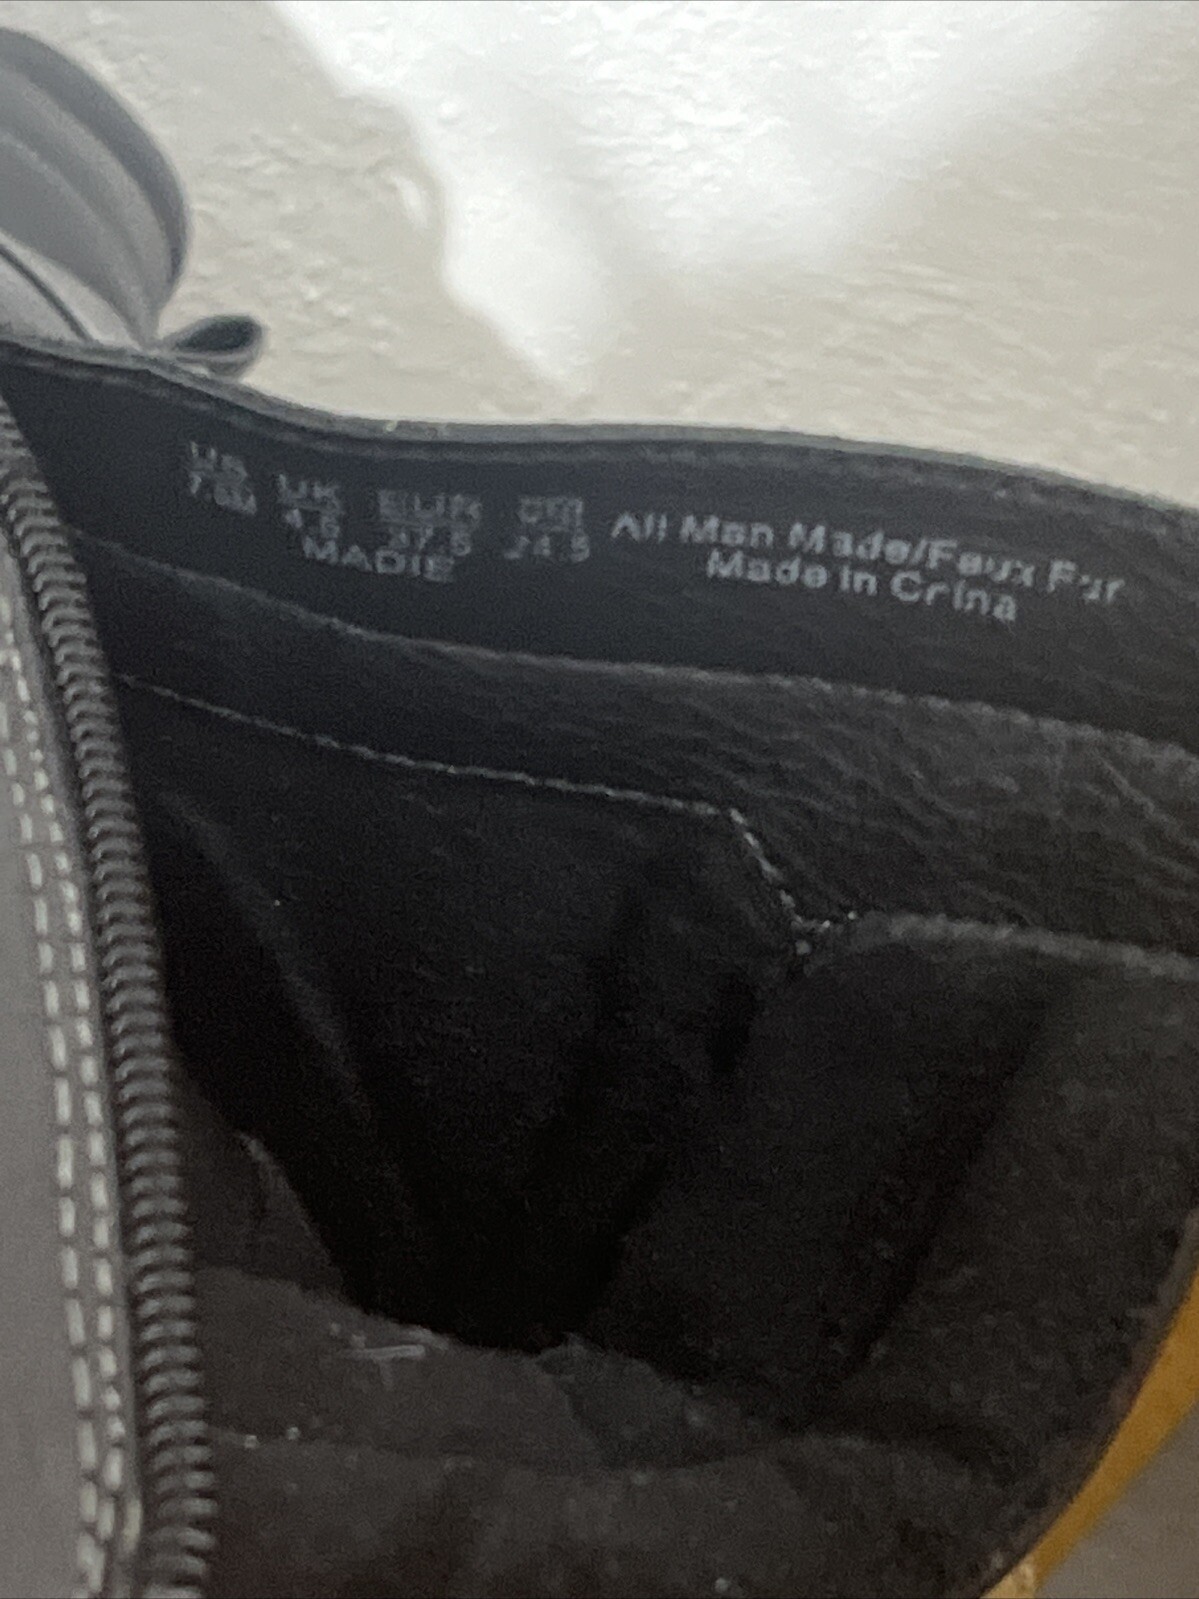 US UK EUR cm
7.5M 4.5 37.5 24.5
MADIE
All Man Made/Faux Fur
Made in China